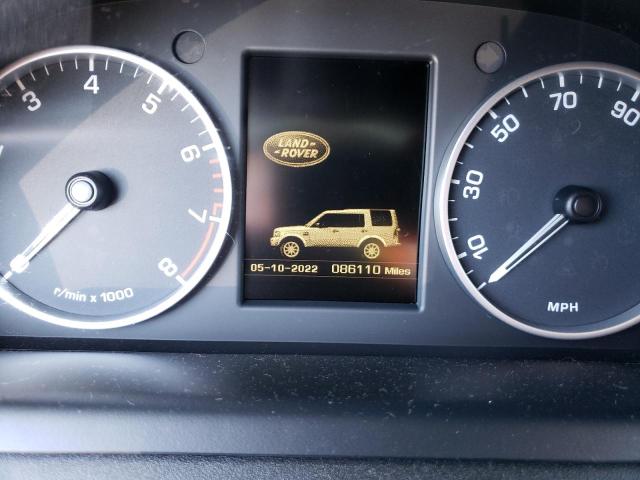 3 4 5 6 7 8
r/min x 1000
LAND-
-ROVER
05-10-2022 086110 Miles
10 30 50 70 90
MPH